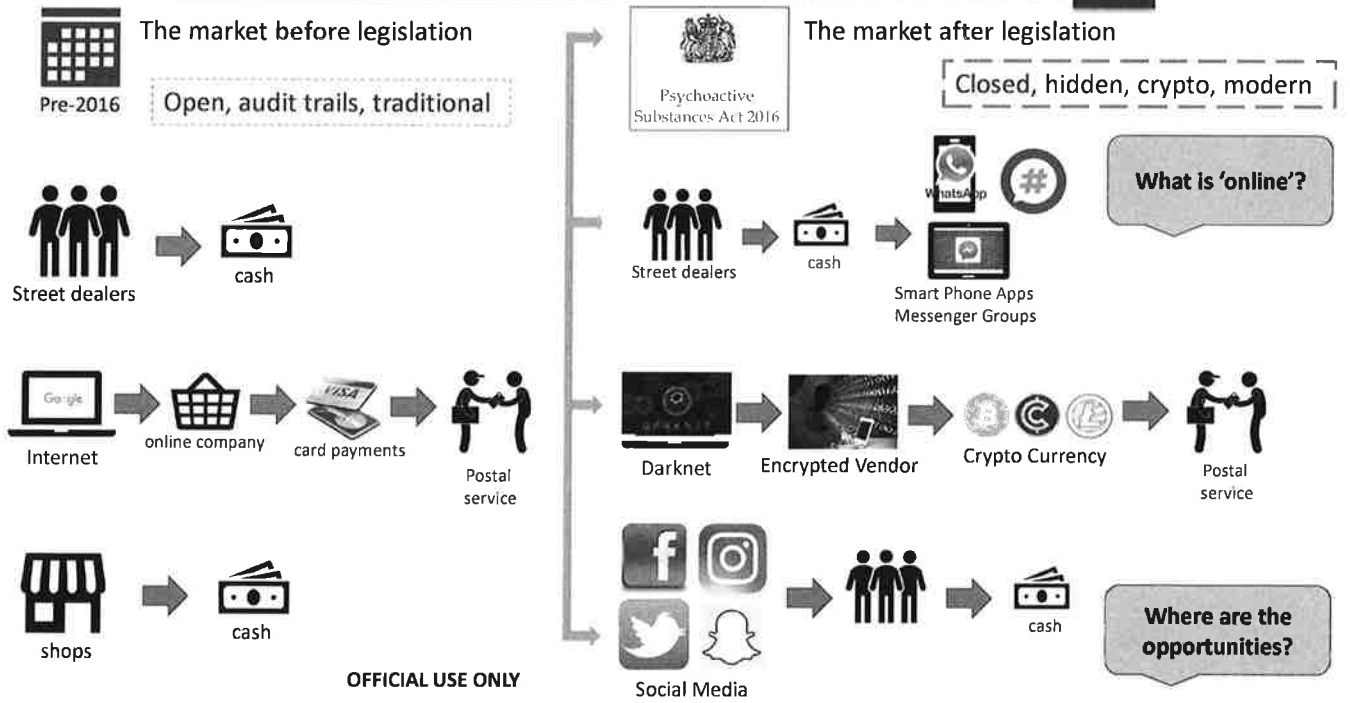 The market before legislation
Pre-2016
Open, audit trails, traditional
Street dealers
cash
Google
Internet
online company
VISA
card payments
Postal
service
shops
cash
OFFICIAL USE ONLY
Psychoactive
Substances Act 2016
The market after legislation
Closed, hidden, crypto, modern
What is 'online'?
Street dealers
cash
WhatsApp
#
Smart Phone Apps
Messenger Groups
Darknet
Encrypted Vendor
Crypto Currency
Postal
service
f
Social Media
cash
Where are the
opportunities?